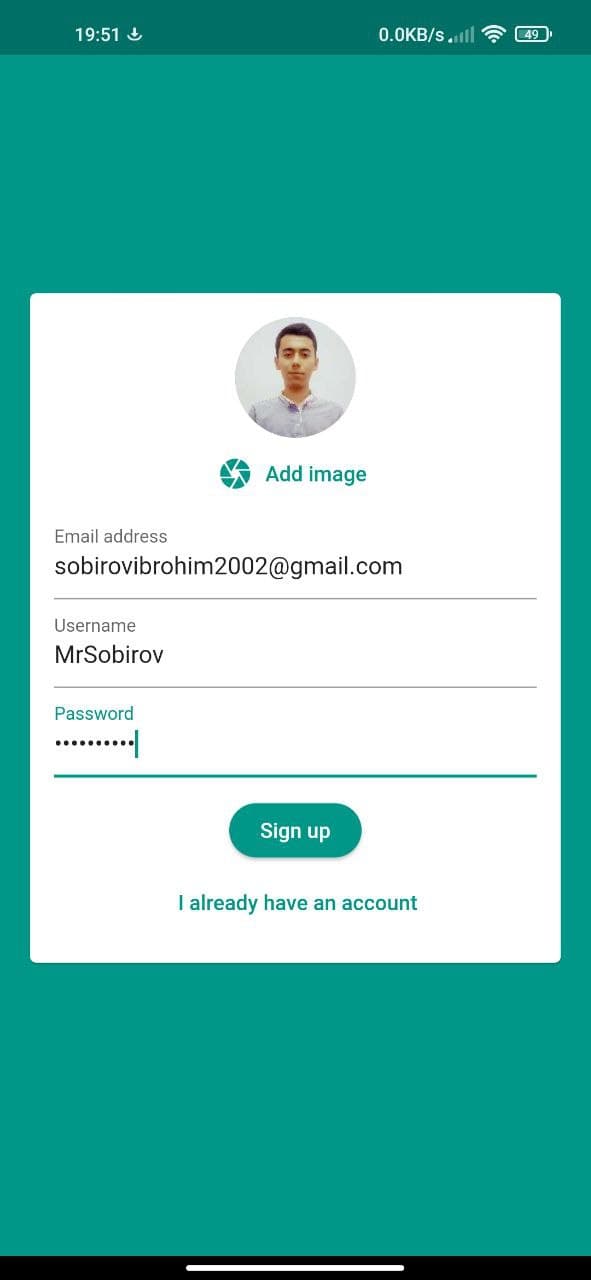 19:51
0.0KB/s
49
Add image
Email address
sobirovibrohim2002@gmail.com
Username
MrSobirov
Password
••••••••••
Sign up
I already have an account